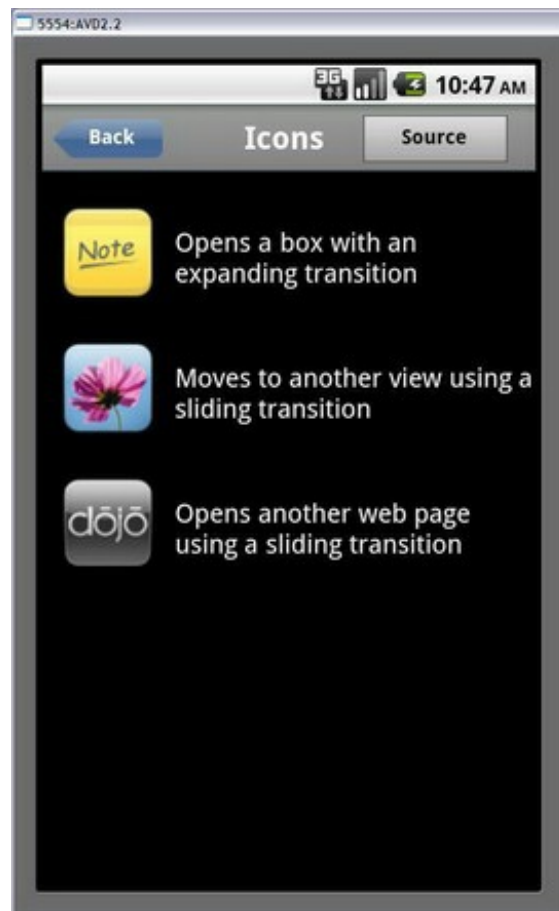 5554:AVD2.2
3G 10:47 AM
Back Icons Source
Note
Opens a box with an
expanding transition
Moves to another view using a
sliding transition
dōjō
Opens another web page
using a sliding transition